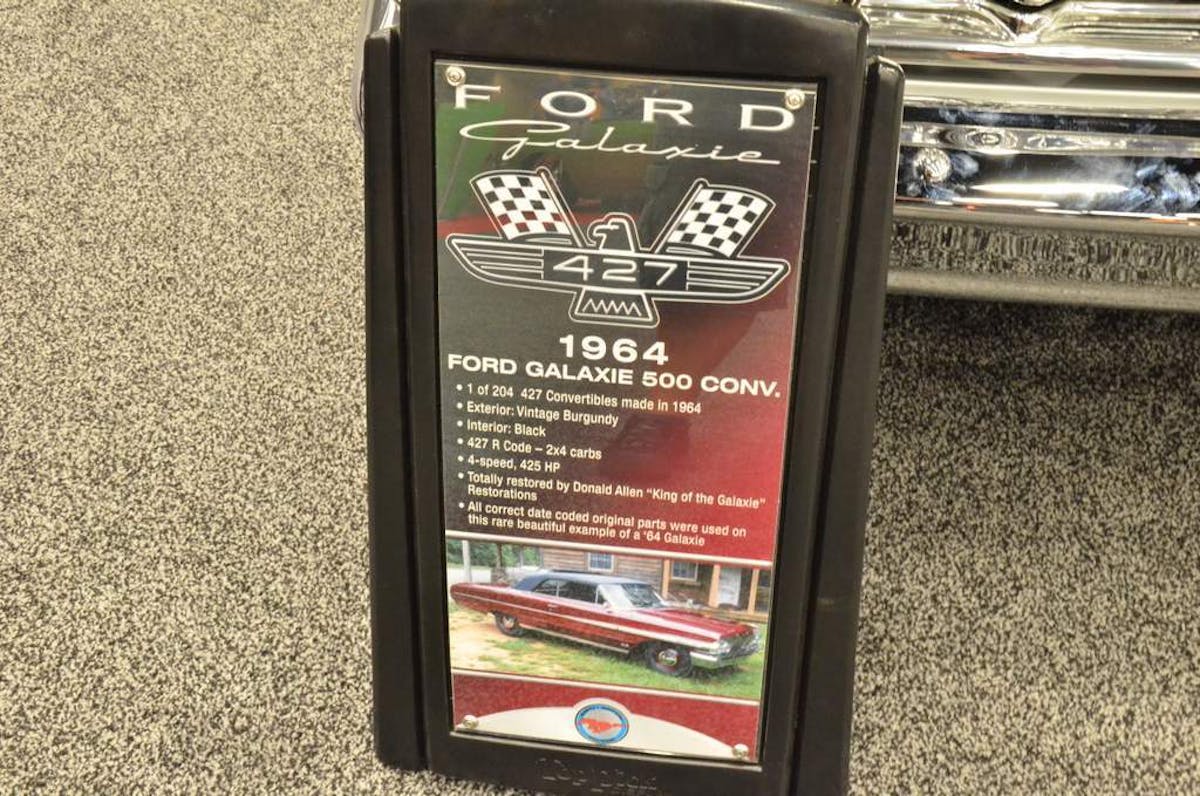 FORD
Galaxie
427
1964
FORD GALAXIE 500 CONV.
• 1 of 204 427 Convertibles made in 1964
• Exterior: Vintage Burgundy
• Interior: Black
• 427 R Code – 2x4 carbs
• 4-speed, 425 HP
• Totally restored by Donald Allen “King of the Galaxie”
Restorations
• All correct date coded original parts were used on
this rare beautiful example of a ‘64 Galaxie